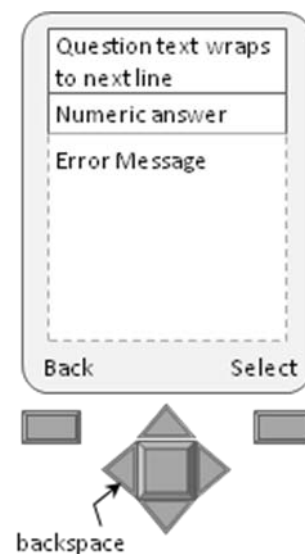 Question text wraps
to next line
Numeric answer
Error Message
Back Select
backspace